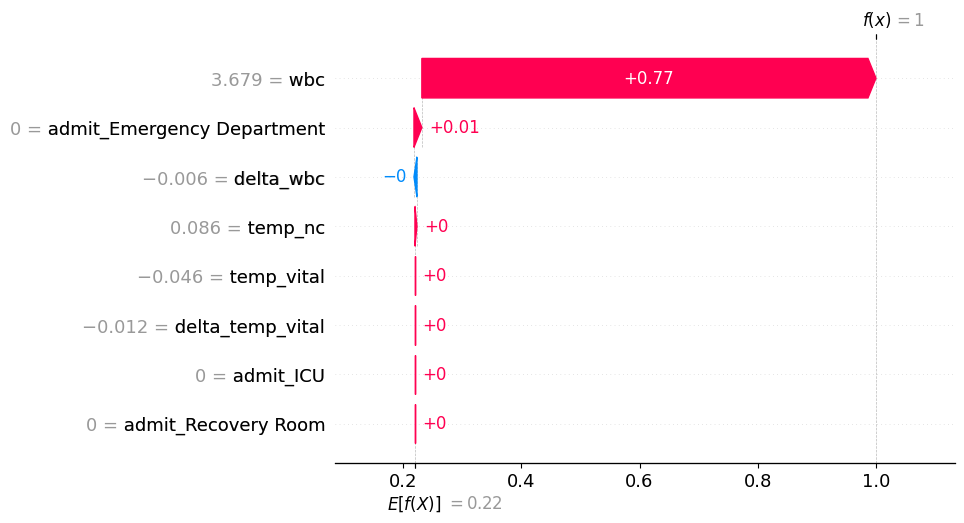 f(x) = 1
3.679 = wbc
+0.77
0 = admit_Emergency Department
+0.01
−0.006 = delta_wbc
−0
0.086 = temp_nc
+0
−0.046 = temp_vital
+0
−0.012 = delta_temp_vital
+0
0 = admit_ICU
+0
0 = admit_Recovery Room
+0
0.2 0.4 0.6 0.8 1.0
E[f(X)] = 0.22